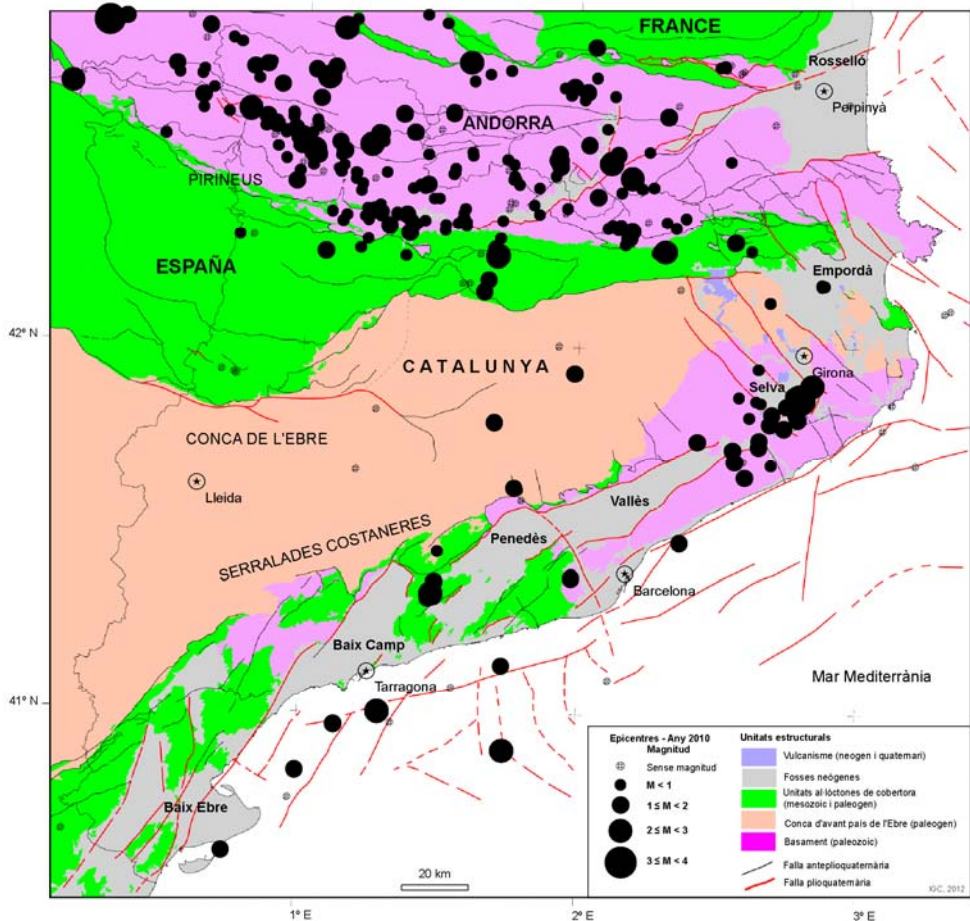 FRANCE
Rosselló
Perpinyà
ANDORRA
PIRINEUS
ESPAÑA
Empordà
42° N
CATALUNYA
Girona
Selva
CONCA DE L'EBRE
Lleida
Vallès
SERRALADES COSTANERES
Penedès
Barcelona
Baix Camp
Tarragona
Mar Mediterrània
41° N
Baix Ebre
20 km
Epicentres - Any 2010
Magnitud
Sense magnitud
M < 1
1 ≤ M < 2
2 ≤ M < 3
3 ≤ M < 4
Unitats estructurals
Vulcanisme (neogen i quaternari)
Fosses neògenes
Unitats al·lòctones de cobertora
(mesozoic i paleogen)
Conca d'avant país de l'Ebre (paleogen)
Basament (paleozoic)
Falla anteplioquaternària
Falla plioquaternària
IGC, 2012
1° E
2° E
3° E